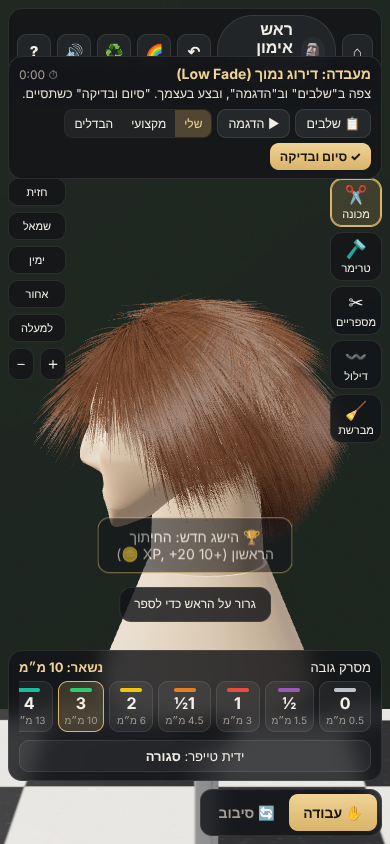 ראש
אימון
?
מעבדה: דירוג נמוך (Low Fade)
⏱ 0:00
צפה ב"שלבים" וב"הדגמה", ובצע בעצמך. "סיום ובדיקה" כשתסיים.
📋 שלבים
▶ הדגמה
שלי
מקצועי
הבדלים
✓ סיום ובדיקה
חזית
שמאל
ימין
אחור
למעלה
− +
מכונה
טרימר
מספריים
דילול
מברשת
🏆 הישג חדש: החיתוך
הראשון (+10 XP, +20 🪙)
גרור על הראש כדי לספר
מסרק גובה
נשאר: 10 מ״מ
0
0.5 מ״מ
½
1.5 מ״מ
1
3 מ״מ
1½
4.5 מ״מ
2
6 מ״מ
3
10 מ״מ
4
13 מ״מ
ידית טייפר: סגורה
✋ עבודה
🔄 סיבוב